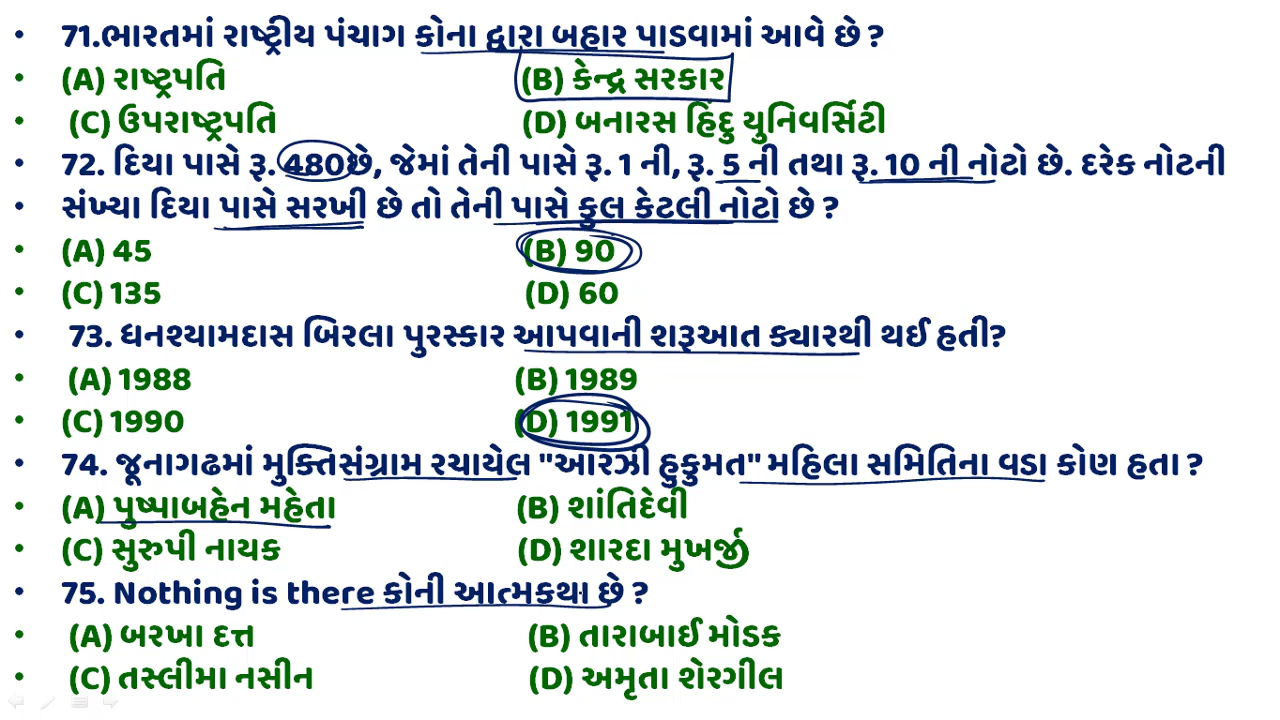 • 71.ભારતમાં રાષ્ટ્રીય પંચાગ કોના દ્વારા બહાર પાડવામાં આવે છે ?
• (A) રાષ્ટ્રપતિ (B) કેન્દ્ર સરકાર
• (C) ઉપરાષ્ટ્રપતિ (D) બનારસ હિંદુ યુનિવર્સિટી
• 72. દિયા પાસે રૂ. 480છે, જેમાં તેની પાસે રૂ. 1 ની, રૂ. 5 ની તથા રૂ. 10 ની નોટો છે. દરેક નોટની
• સંખ્યા દિયા પાસે સરખી છે તો તેની પાસે કુલ કેટલી નોટો છે ?
• (A) 45 (B) 90
• (C) 135 (D) 60
• 73. ધનશ્યામદાસ બિરલા પુરસ્કાર આપવાની શરૂઆત ક્યારથી થઈ હતી?
• (A) 1988 (B) 1989
• (C) 1990 (D) 1991
• 74. જૂનાગઢમાં મુક્તિસંગ્રામ રચાયેલ "આરઝી હુકુમત" મહિલા સમિતિના વડા કોણ હતા ?
• (A) પુષ્પાબહેન મહેતા (B) શાંતિદેવી
• (C) સુરુપી નાયક (D) શારદા મુખર્જી
• 75. Nothing is there કોની આત્મકથા છે ?
• (A) બરખા દત્ત (B) તારાબાઈ મોડક
• (C) તસ્લીમા નસીન (D) અમૃતા શેરગીલ